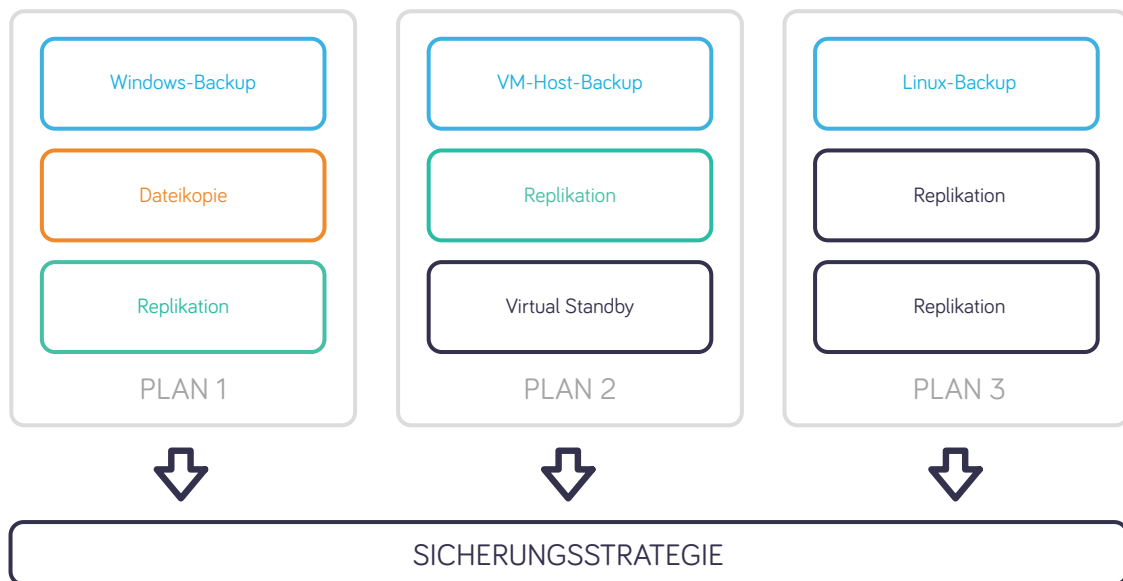 Windows-Backup
Dateikopie
Replikation
PLAN 1
VM-Host-Backup
Replikation
Virtual Standby
PLAN 2
Linux-Backup
Replikation
Replikation
PLAN 3
SICHERUNGSSTRATEGIE